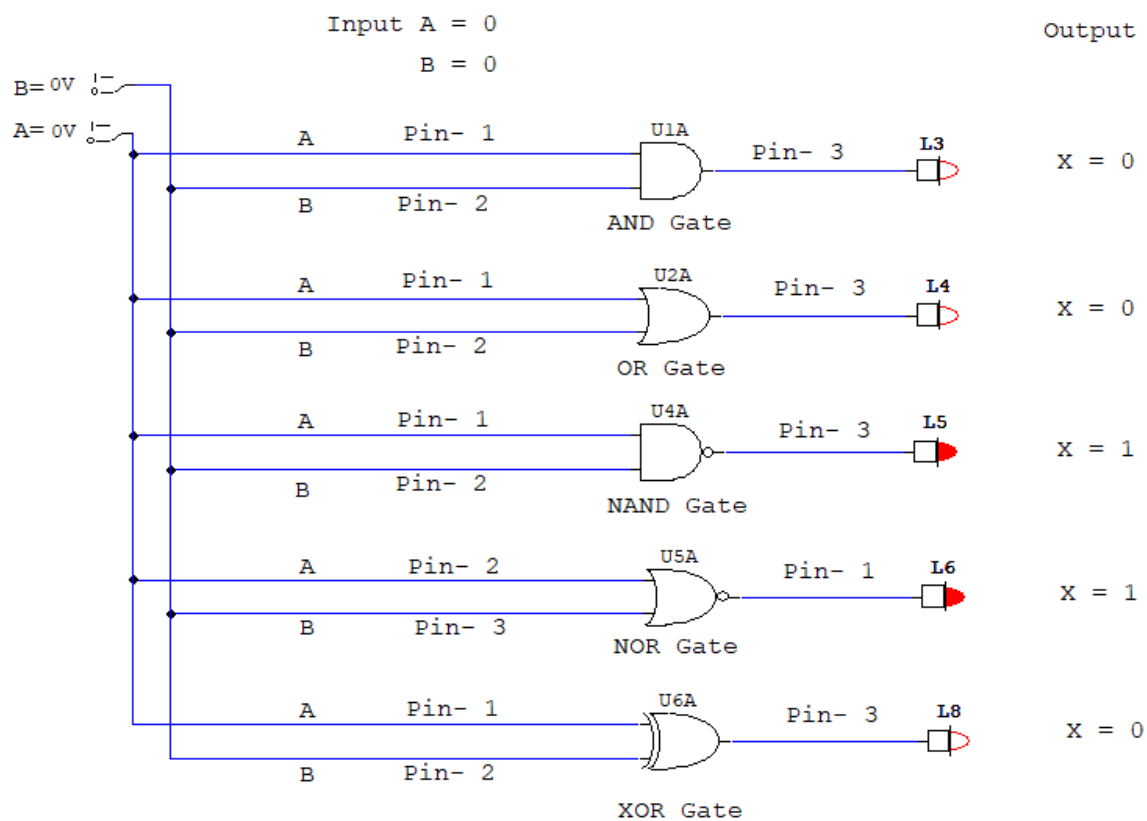 Input A = 0
Output
B = 0
B= 0V
A= 0V
A Pin- 1 U1A Pin- 3 L3 X = 0
B Pin- 2 AND Gate
A Pin- 1 U2A Pin- 3 L4 X = 0
B Pin- 2 OR Gate
A Pin- 1 U4A Pin- 3 L5 X = 1
B Pin- 2 NAND Gate
A Pin- 2 U5A Pin- 1 L6 X = 1
B Pin- 3 NOR Gate
A Pin- 1 U6A Pin- 3 L8 X = 0
B Pin- 2
XOR Gate